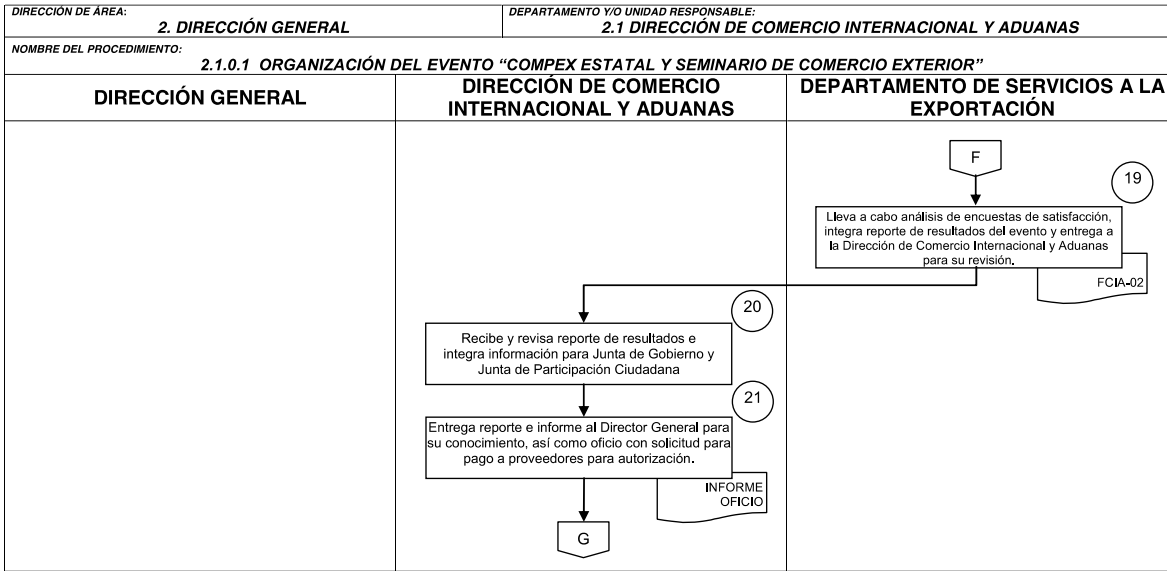 DIRECCIÓN DE ÁREA:
2. DIRECCIÓN GENERAL
DEPARTAMENTO Y/O UNIDAD RESPONSABLE:
2.1 DIRECCIÓN DE COMERCIO INTERNACIONAL Y ADUANAS
NOMBRE DEL PROCEDIMIENTO:
2.1.0.1 ORGANIZACIÓN DEL EVENTO “COMPEX ESTATAL Y SEMINARIO DE COMERCIO EXTERIOR”
DIRECCIÓN GENERAL
DIRECCIÓN DE COMERCIO
INTERNACIONAL Y ADUANAS
DEPARTAMENTO DE SERVICIOS A LA
EXPORTACIÓN
F
19
Lleva a cabo análisis de encuestas de satisfacción,
integra reporte de resultados del evento y entrega a
la Dirección de Comercio Internacional y Aduanas
para su revisión.
FCIA-02
20
Recibe y revisa reporte de resultados e
integra información para Junta de Gobierno y
Junta de Participación Ciudadana
21
Entrega reporte e informe al Director General para
su conocimiento, así como oficio con solicitud para
pago a proveedores para autorización.
INFORME
OFICIO
G